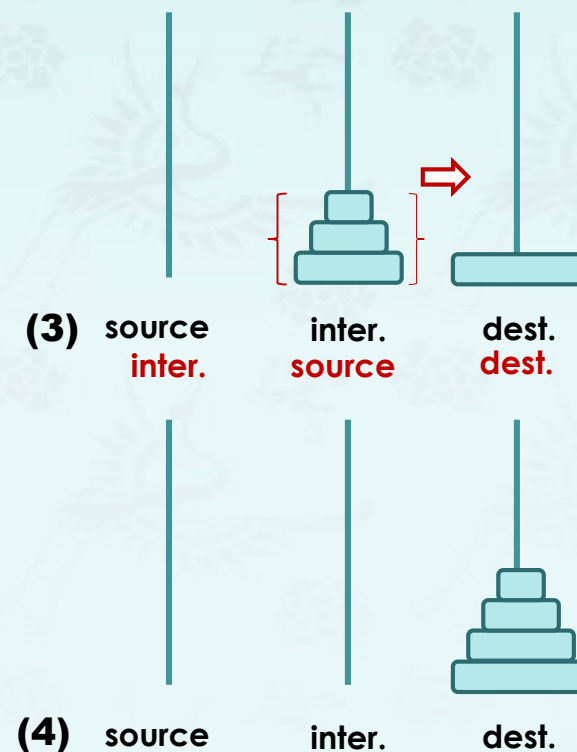 (3) source inter. dest.
inter. source dest.
(4) source inter. dest.